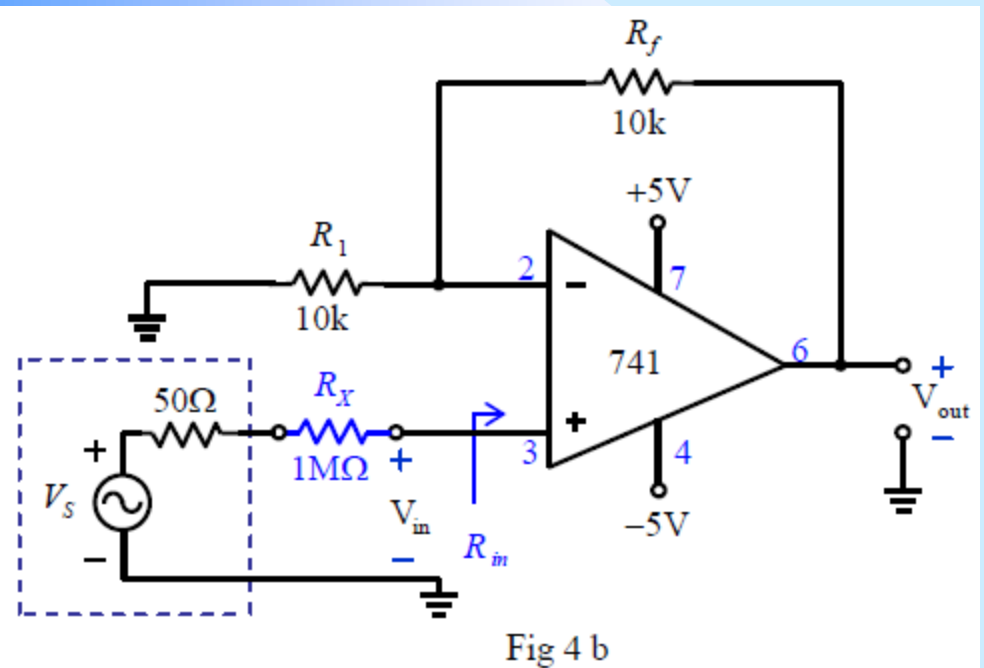 R_f
10k
+5V
R_1
10k
2
−
7
741
6
+
V_out
−
50Ω
R_X
1MΩ
+
3
+
4
−5V
+
V_S
−
V_in
−
R_in
Fig 4 b